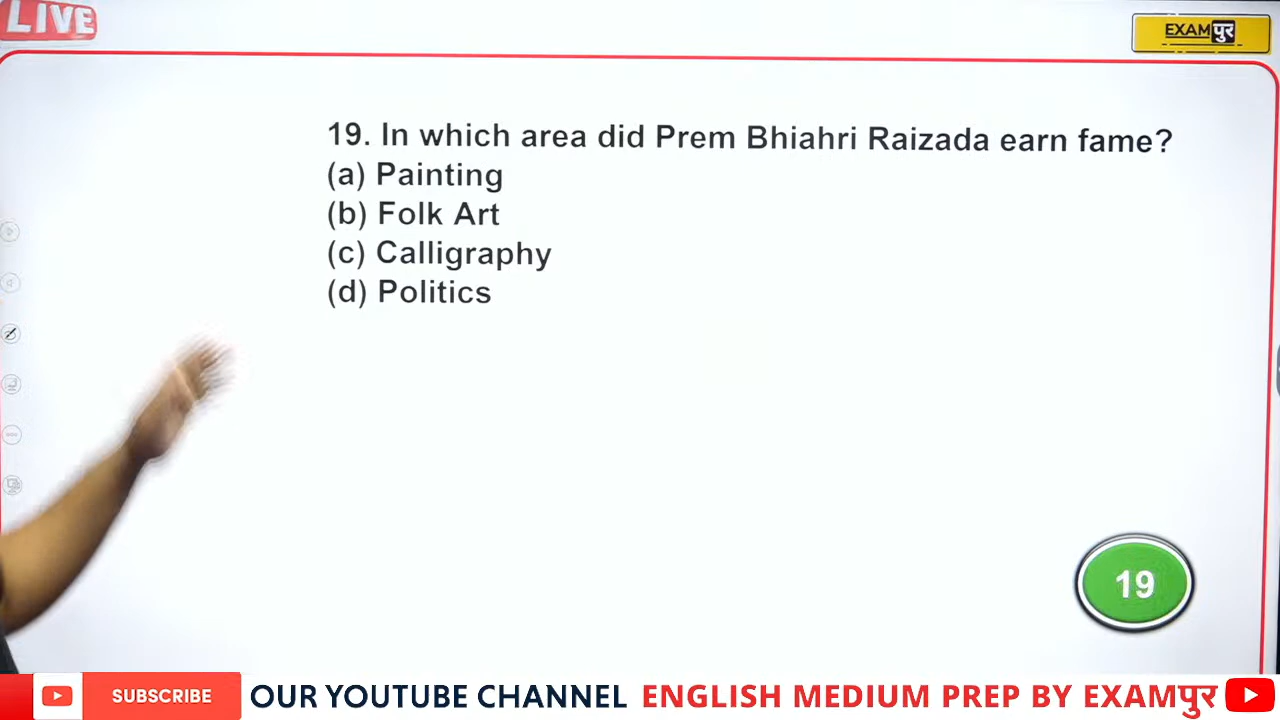 LIVE
EXAMपुर
19. In which area did Prem Bhiahri Raizada earn fame?
(a) Painting
(b) Folk Art
(c) Calligraphy
(d) Politics
19
SUBSCRIBE OUR YOUTUBE CHANNEL ENGLISH MEDIUM PREP BY EXAMपुर